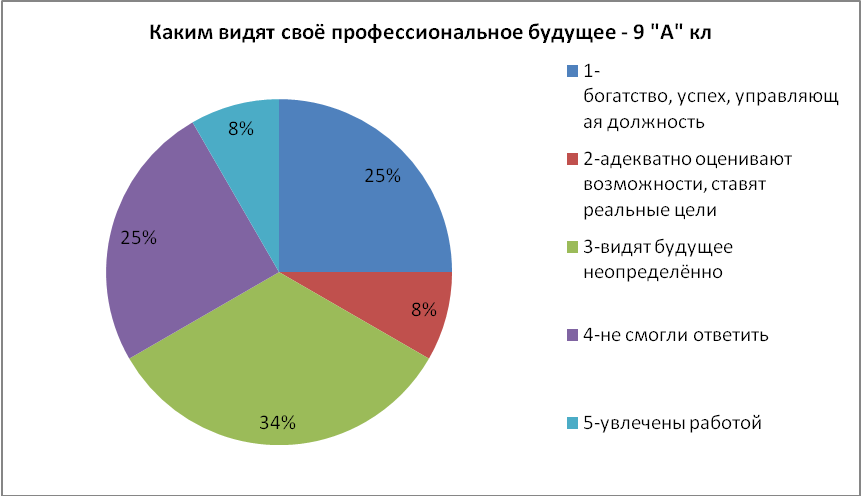 Каким видят своё профессиональное будущее - 9 "А" кл
1-
богатство, успех, управляющ
ая должность
2-адекватно оценивают
возможности, ставят
реальные цели
3-видят будущее
неопределённо
4-не смогли ответить
5-увлечены работой
8%
25%
25%
8%
34%